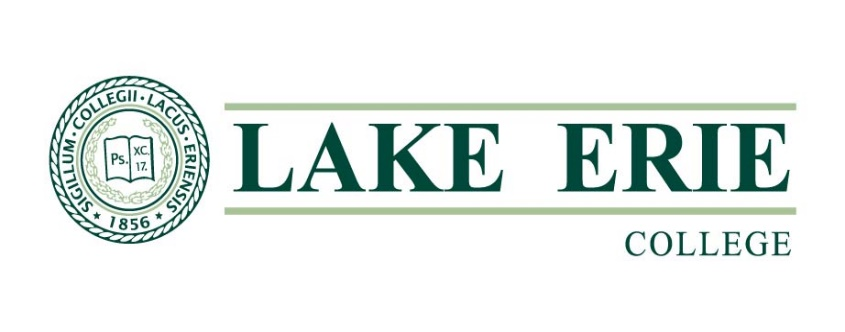 SIGILLUM · COLLEGII · LACUS · ERIENSIS
★ 1856 ★
Ps. XC.
17.
LAKE ERIE
COLLEGE